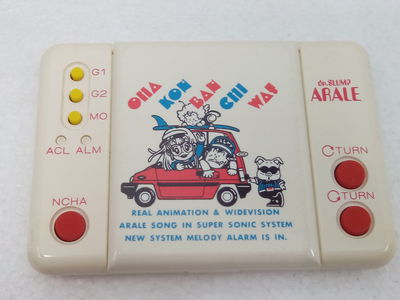 G1
G2
MO
ACL ALM
NCHA
OHA
KON
BAN
CHI
WA!
dr.SLUMP
ARALE
TURN
TURN
REAL ANIMATION & WIDEVISION
ARALE SONG IN SUPER SONIC SYSTEM
NEW SYSTEM MELODY ALARM IS IN.